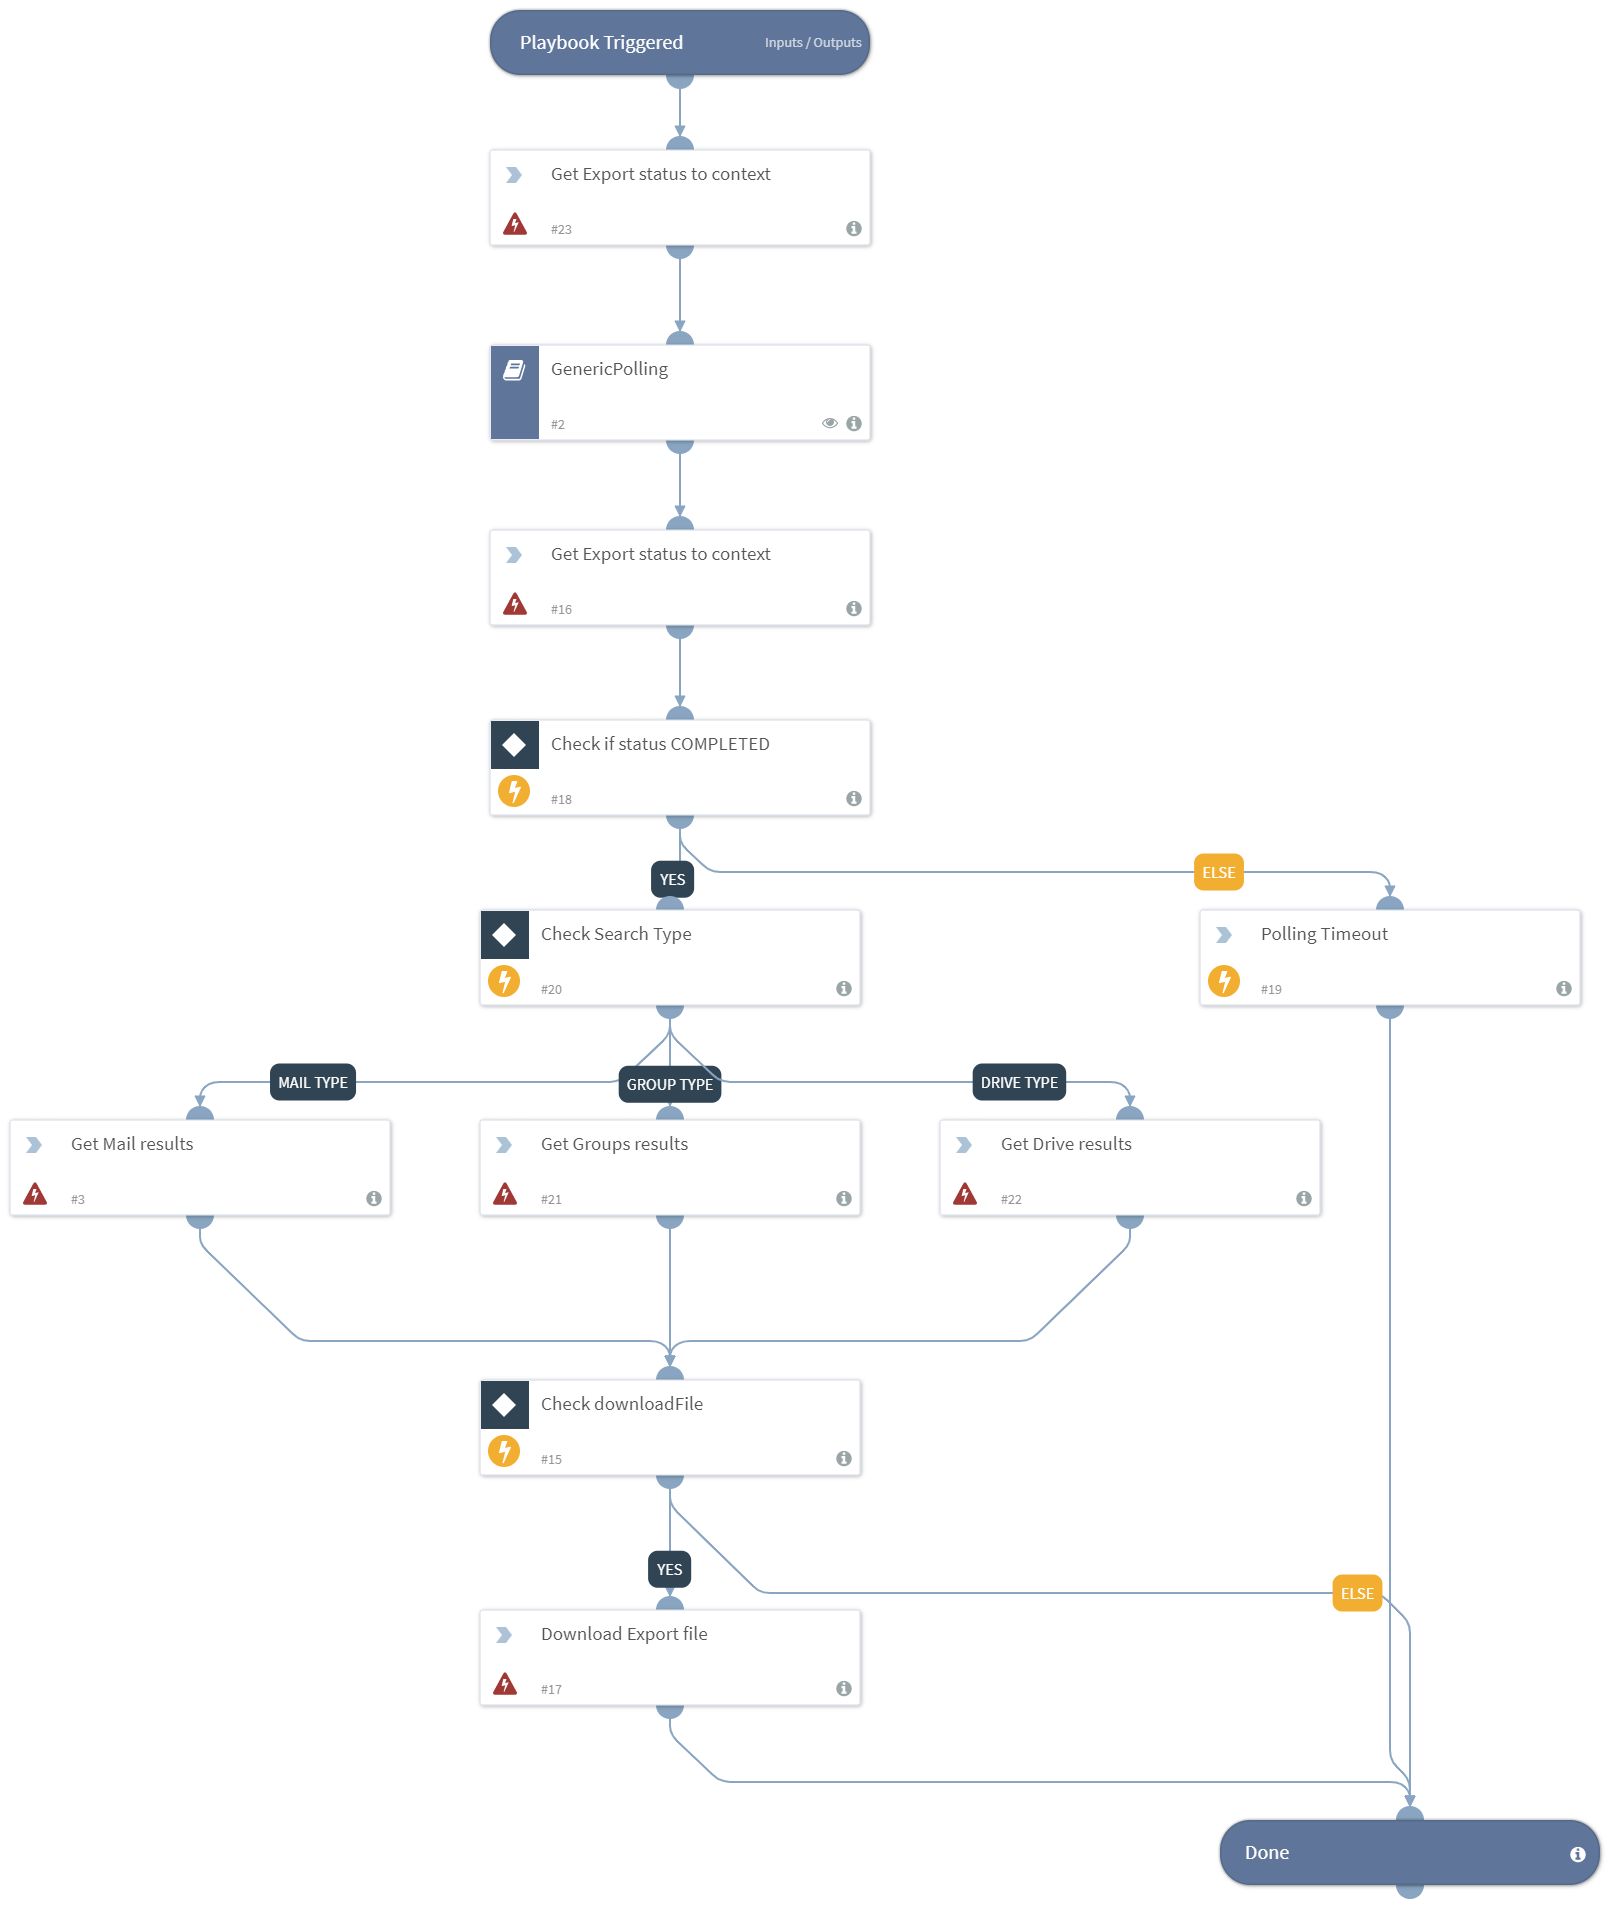 Playbook Triggered Inputs / Outputs
Get Export status to context
#23
GenericPolling
#2
Get Export status to context
#16
Check if status COMPLETED
#18
YES
ELSE
Check Search Type
#20
Polling Timeout
#19
MAIL TYPE
GROUP TYPE
DRIVE TYPE
Get Mail results
#3
Get Groups results
#21
Get Drive results
#22
Check downloadFile
#15
YES
ELSE
Download Export file
#17
Done